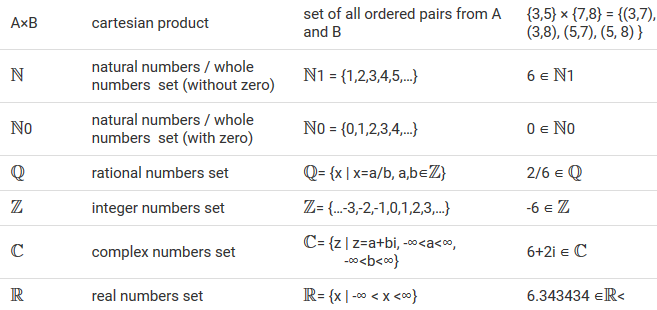 A×B cartesian product set of all ordered pairs from A and B {3,5} × {7,8} = {(3,7), (3,8), (5,7), (5, 8) }
ℕ natural numbers / whole numbers set (without zero) ℕ1 = {1,2,3,4,5,...} 6 ∈ ℕ1
ℕ0 natural numbers / whole numbers set (with zero) ℕ0 = {0,1,2,3,4,...} 0 ∈ ℕ0
ℚ rational numbers set ℚ= {x | x=a/b, a,b∈ℤ} 2/6 ∈ ℚ
ℤ integer numbers set ℤ= {...-3,-2,-1,0,1,2,3,...} -6 ∈ ℤ
ℂ complex numbers set ℂ= {z | z=a+bi, -∞<a<∞, -∞<b<∞} 6+2i ∈ ℂ
ℝ real numbers set ℝ= {x | -∞ < x <∞} 6.343434 ∈ℝ<